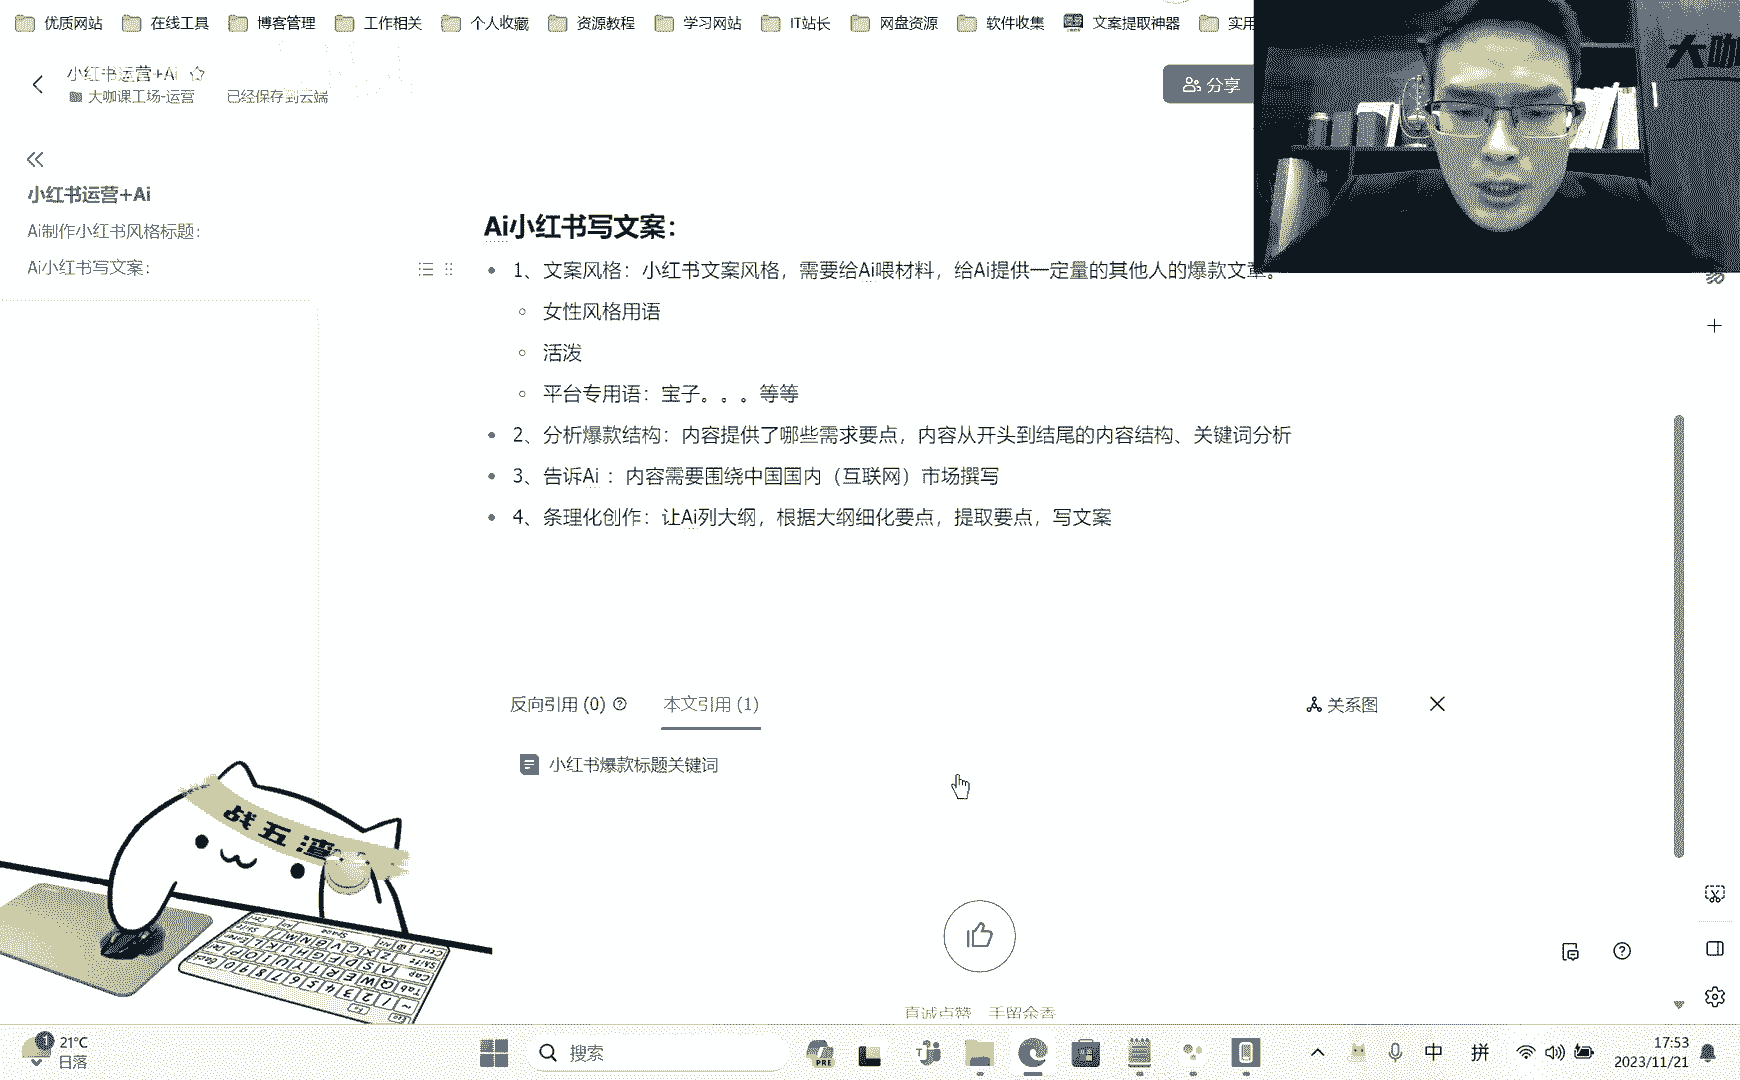 优质网站 在线工具 博客管理 工作相关 个人收藏 资源教程 学习网站 IT站长 网盘资源 软件收集 文案提取神器 实用
小红书运营+Ai
大咖课工场-运营 已经保存到云端
分享
大咖
小红书运营+Ai
Ai制作小红书风格标题：
Ai小红书写文案：
Ai小红书写文案：
1、文案风格：小红书文案风格，需要给Ai喂材料，给Ai提供一定量的其他人的爆款文章。
女性风格用语
活泼
平台专用语：宝子。。。等等
2、分析爆款结构：内容提供了哪些需求要点，内容从开头到结尾的内容结构、关键词分析
3、告诉Ai ：内容需要围绕中国国内（互联网）市场撰写
4、条理化创作：让Ai列大纲，根据大纲细化要点，提取要点，写文案
反向引用 (0) 本文引用 (1) 关系图
小红书爆款标题关键词
战五渣
真诚点赞 手留余香
1 21°C
日落
搜索
PRE
中 拼
17:53
2023/11/21